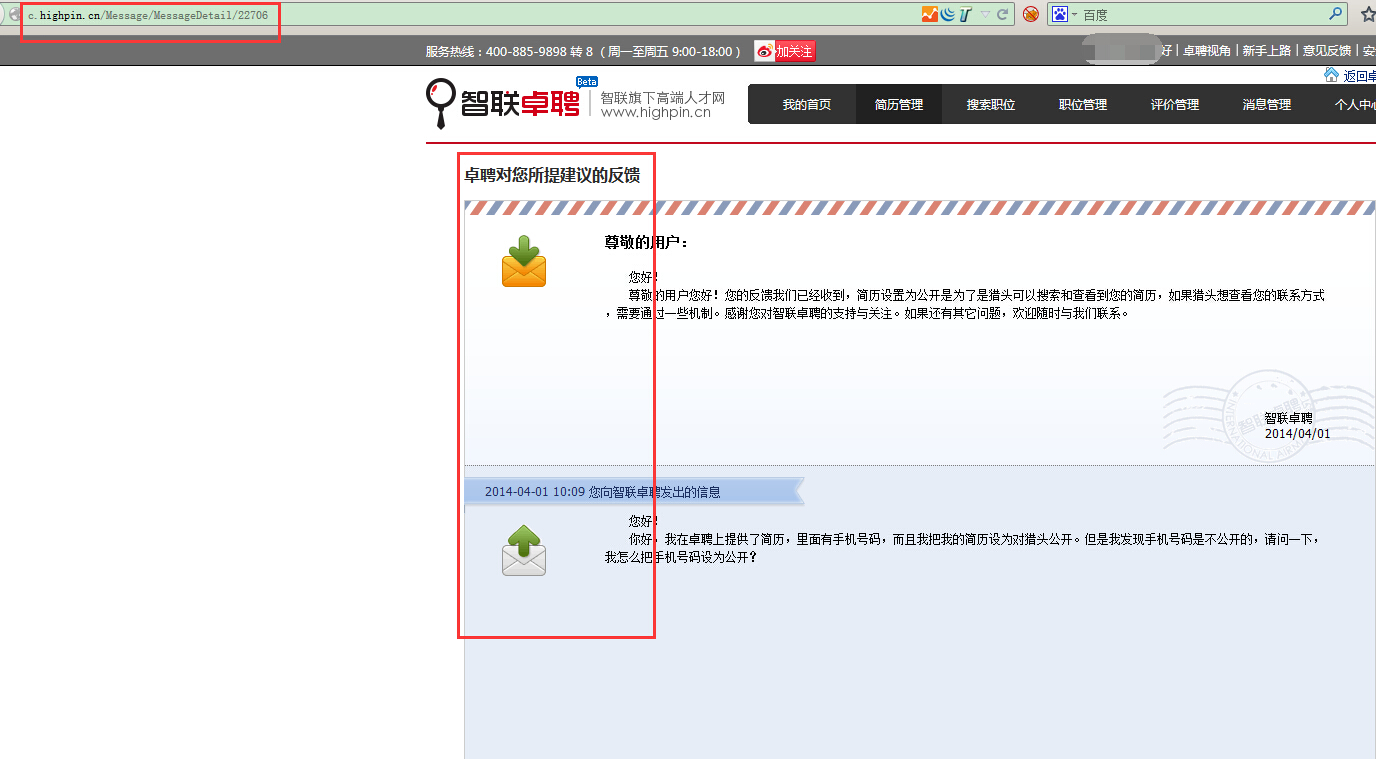 c.highpin.cn/Message/MessageDetail/22706
百度
服务热线：400-885-9898 转 8 （ 周一至周五 9:00-18:00 ）
加关注
好 | 卓聘视角 | 新手上路 | 意见反馈 | 安
返回卓
智联卓聘
Beta
智联旗下高端人才网
www.highpin.cn
我的首页 简历管理 搜索职位 职位管理 评价管理 消息管理 个人中心
卓聘对您所提建议的反馈
尊敬的用户：
您好！
尊敬的用户您好！您的反馈我们已经收到，简历设置为公开是为了是猎头可以搜索和查看到您的简历，如果猎头想查看您的联系方式
，需要通过一些机制。感谢您对智联卓聘的支持与关注。如果还有其它问题，欢迎随时与我们联系。
智联卓聘
2014/04/01
2014-04-01 10:09 您向智联卓聘发出的信息
您好！
你好，我在卓聘上提供了简历，里面有手机号码，而且我把我的简历设为对猎头公开。但是我发现手机号码是不公开的，请问一下，
我怎么把手机号码设为公开？